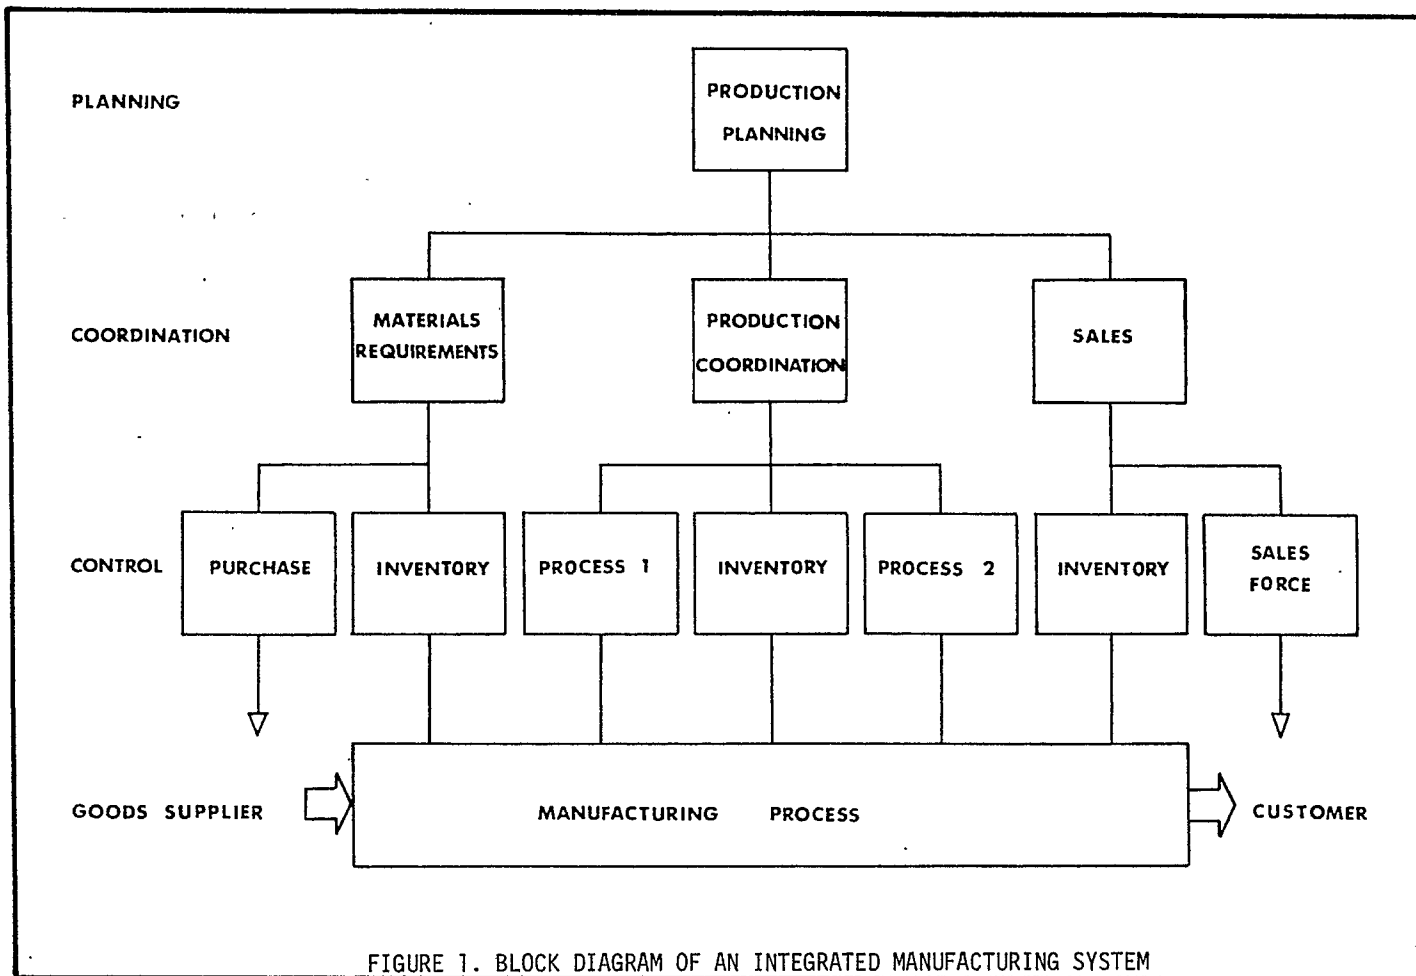 PLANNING
PRODUCTION
PLANNING
COORDINATION
MATERIALS
REQUIREMENTS
PRODUCTION
COORDINATION
SALES
CONTROL
PURCHASE
INVENTORY
PROCESS 1
INVENTORY
PROCESS 2
INVENTORY
SALES
FORCE
GOODS SUPPLIER
MANUFACTURING PROCESS
CUSTOMER
FIGURE 1. BLOCK DIAGRAM OF AN INTEGRATED MANUFACTURING SYSTEM